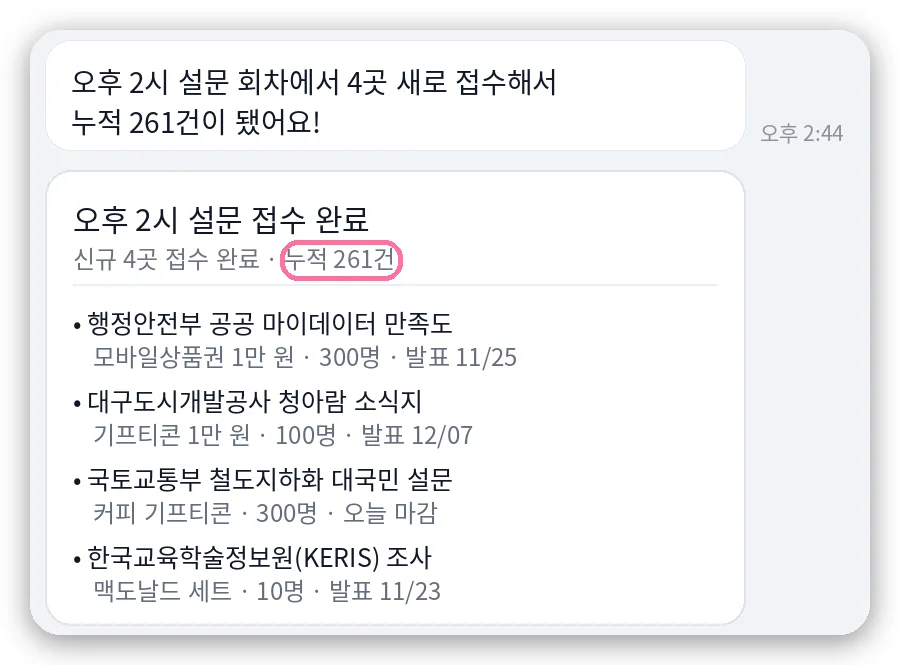 오후 2시 설문 회차에서 4곳 새로 접수해서
누적 261건이 됐어요!
오후 2:44
오후 2시 설문 접수 완료
신규 4곳 접수 완료 · 누적 261건
• 행정안전부 공공 마이데이터 만족도
모바일상품권 1만 원 · 300명 · 발표 11/25
• 대구도시개발공사 청아람 소식지
기프티콘 1만 원 · 100명 · 발표 12/07
• 국토교통부 철도지하화 대국민 설문
커피 기프티콘 · 300명 · 오늘 마감
• 한국교육학술정보원(KERIS) 조사
맥도날드 세트 · 10명 · 발표 11/23